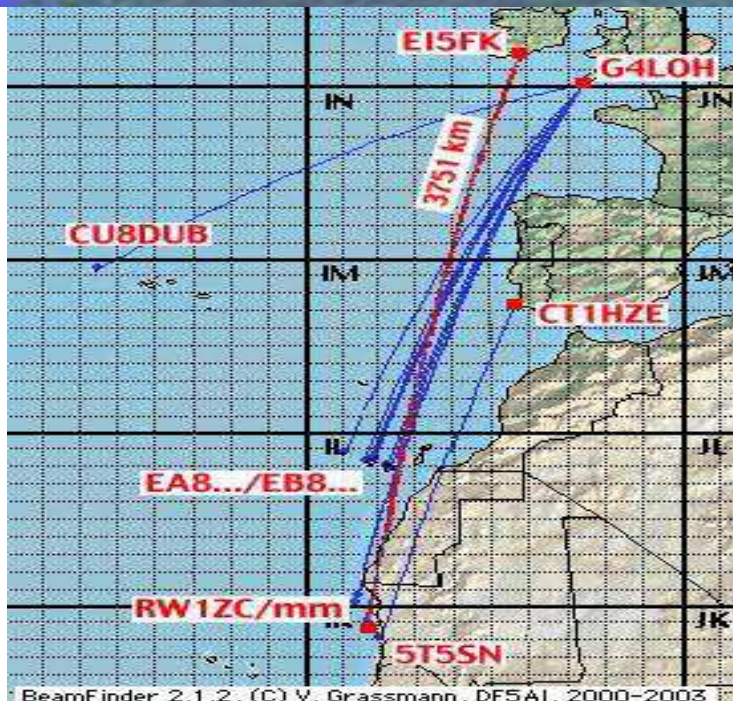 EI5FK
G4LOH
IN
JN
3751 km
CU8DUB
IM
JM
CT1HZE
IL
JL
EA8.../EB8...
RW1ZC/mm
JK
5T5SN
BeamFinder 2.1.2, (C) V. Grassmann, DF5AI, 2000-2003